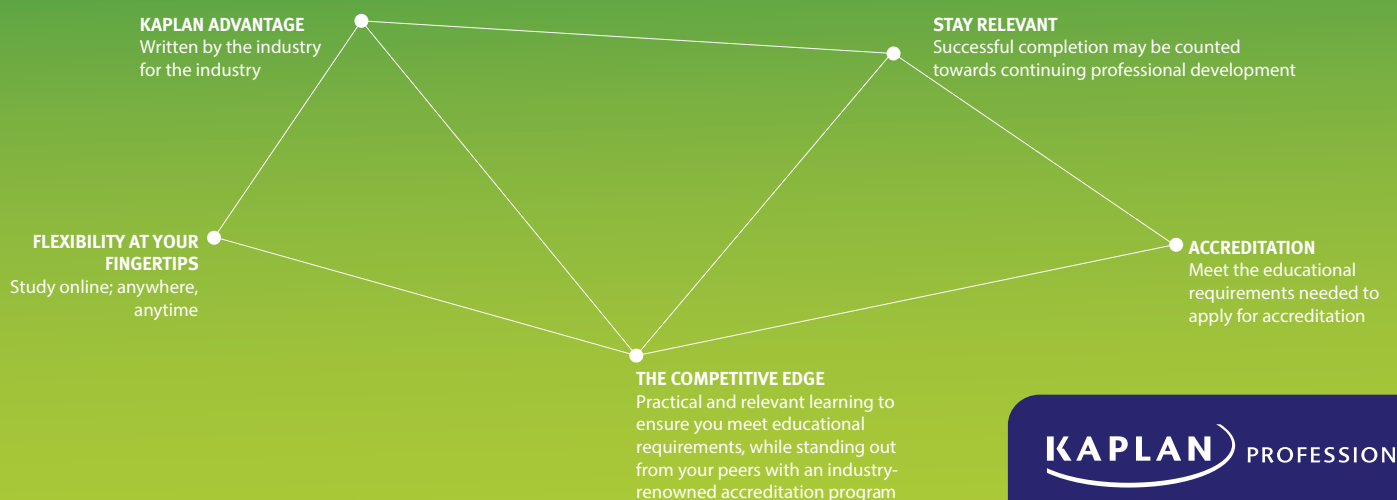 KAPLAN ADVANTAGE
Written by the industry
for the industry
STAY RELEVANT
Successful completion may be counted
towards continuing professional development
FLEXIBILITY AT YOUR
FINGERTIPS
Study online; anywhere,
anytime
ACCREDITATION
Meet the educational
requirements needed to
apply for accreditation
THE COMPETITIVE EDGE
Practical and relevant learning to
ensure you meet educational
requirements, while standing out
from your peers with an industry-
renowned accreditation program
KAPLAN PROFESSION